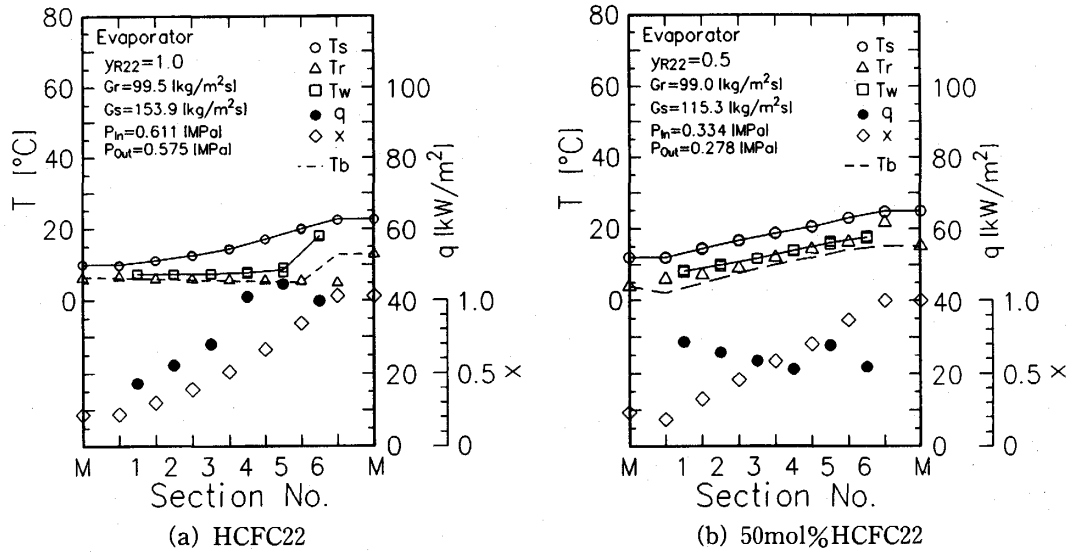 80
60
40
20
0
T [°C]
Evaporator
yR22=1.0
Gr=99.5 [kg/m²s]
Gs=153.9 [kg/m²s]
PIn=0.611 [MPa]
POut=0.575 [MPa]
Ts
Tr
Tw
q
x
Tb
100
80
60
40
20
0
q [kW/m²]
1.0
0.5
0
x
M 1 2 3 4 5 6 M
Section No.
(a) HCFC22
80
60
40
20
0
T [°C]
Evaporator
yR22=0.5
Gr=99.0 [kg/m²s]
Gs=115.3 [kg/m²s]
PIn=0.334 [MPa]
POut=0.278 [MPa]
Ts
Tr
Tw
q
x
Tb
100
80
60
40
20
0
q [kW/m²]
1.0
0.5
0
x
M 1 2 3 4 5 6 M
Section No.
(b) 50mol%HCFC22